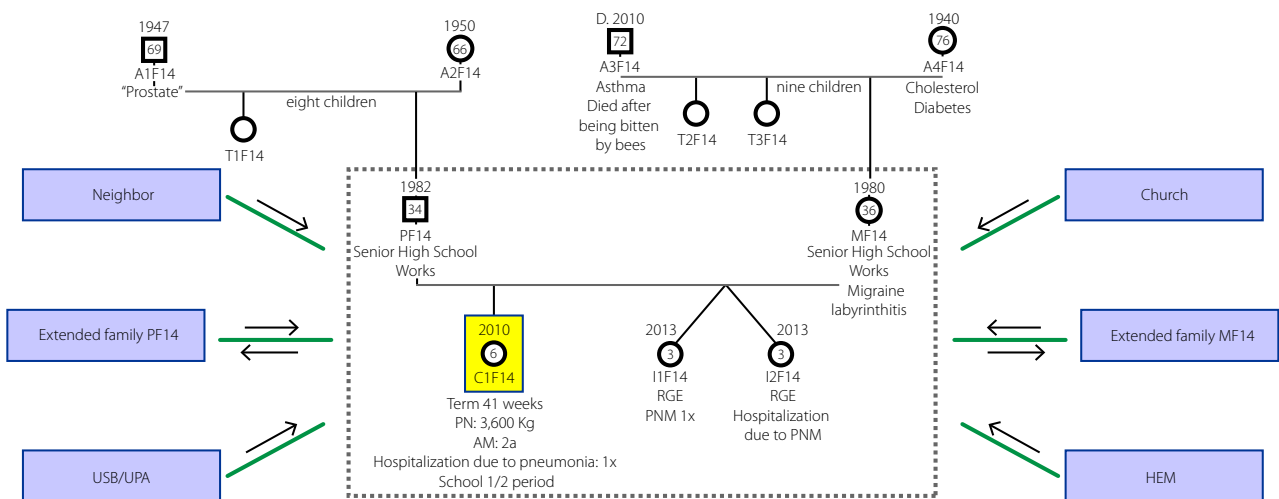 1947
69
A1F14
“Prostate”
1950
66
A2F14
eight children
T1F14
D. 2010
72
A3F14
Asthma
Died after
being bitten
by bees
1940
76
A4F14
Cholesterol
Diabetes
nine children
T2F14
T3F14
Neighbor
Church
1982
34
PF14
Senior High School
Works
1980
36
MF14
Senior High School
Works
Migraine
labyrinthitis
Extended family PF14
Extended family MF14
2010
6
C1F14
Term 41 weeks
PN: 3,600 Kg
AM: 2a
Hospitalization due to pneumonia: 1x
School 1/2 period
2013
3
I1F14
RGE
PNM 1x
2013
3
I2F14
RGE
Hospitalization
due to PNM
USB/UPA
HEM